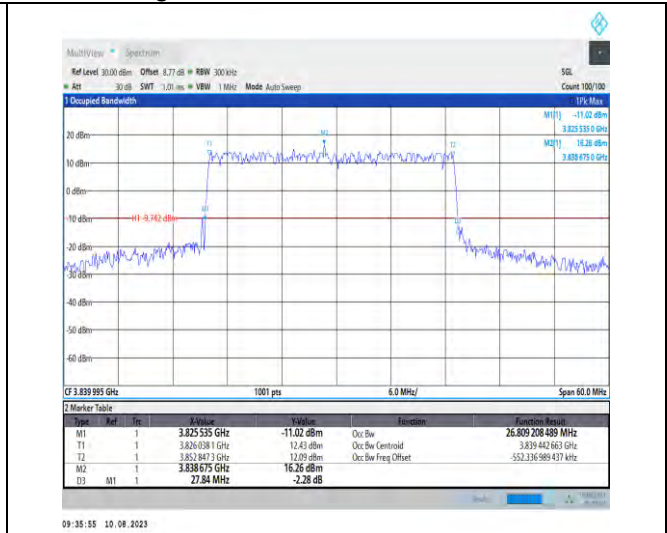 MultiView Spectrum
Ref Level 30.00 dBm Offset 8.77 dB RBW 300 kHz SGL
Att 30 dB SWT 1.01 ms VBW 1 MHz Mode Auto Sweep Count 100/100
1 Occupied Bandwidth 1Pk Max
M1[1] -11.02 dBm
3.825 535 0 GHz
M2[1] 16.26 dBm
3.838 675 0 GHz
20 dBm
T1 M2 T2
10 dBm
0 dBm
M1
-10 dBm H1 -9.742 dBm
-20 dBm
-30 dBm
-40 dBm
-50 dBm
-60 dBm
CF 3.839 995 GHz 1001 pts 6.0 MHz/ Span 60.0 MHz
2 Marker Table
Type Ref Trc X-Value Y-Value Function Function Result
M1 1 3.825 535 GHz -11.02 dBm Occ Bw 26.809 208 489 MHz
T1 1 3.826 038 1 GHz 12.43 dBm Occ Bw Centroid 3.839 442 663 GHz
T2 1 3.852 847 3 GHz 12.09 dBm Occ Bw Freq Offset -552.336 989 437 kHz
M2 1 3.838 675 GHz 16.26 dBm
D3 M1 1 27.84 MHz -2.28 dB
09:35:55 10.08.2023